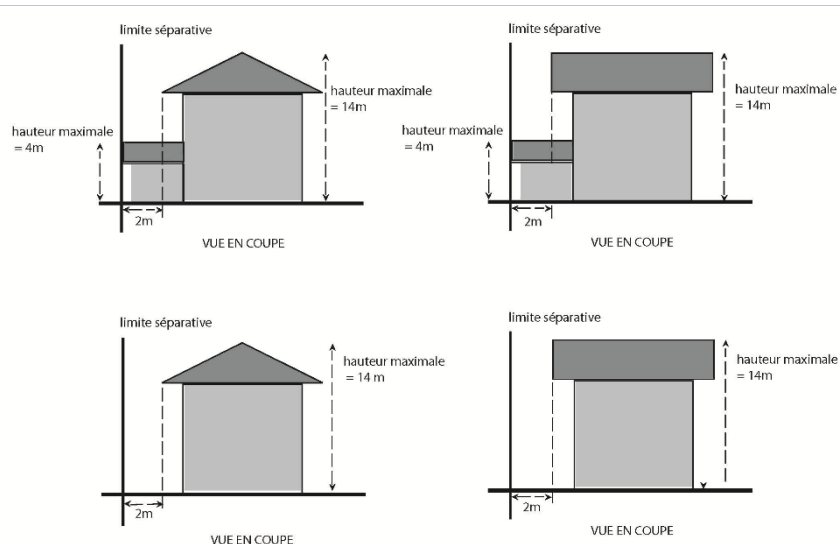 limite séparative
hauteur maximale
= 14m
hauteur maximale
= 4m
2m
VUE EN COUPE
limite séparative
hauteur maximale
= 14m
hauteur maximale
= 4m
2m
VUE EN COUPE
limite séparative
hauteur maximale
= 14 m
2m
VUE EN COUPE
limite séparative
hauteur maximale
= 14m
2m
VUE EN COUPE